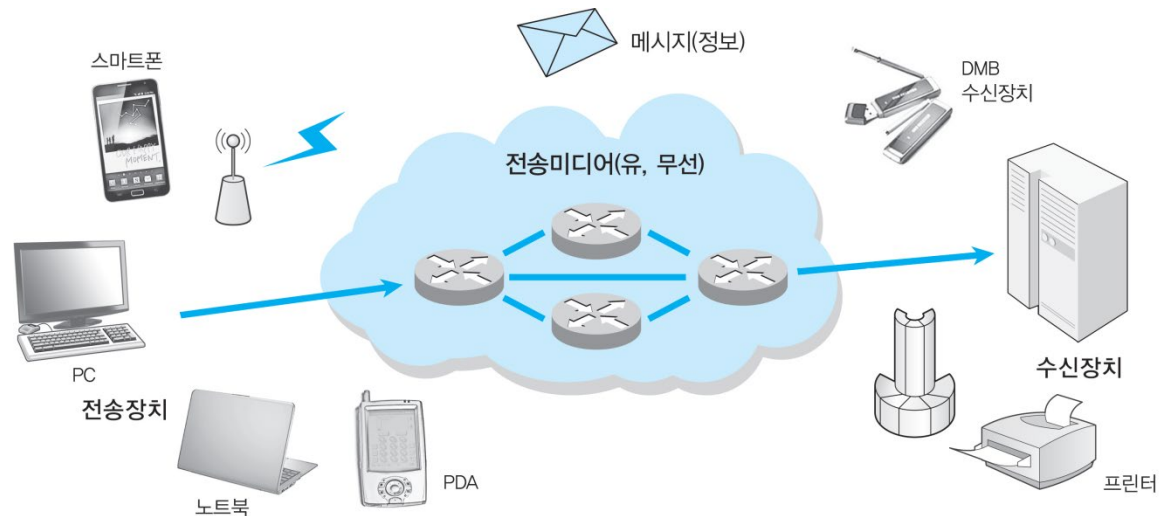 메시지(정보)
스마트폰
DMB
수신장치
전송미디어(유, 무선)
MOMENT
PC
전송장치
수신장치
PDA
노트북
프린터